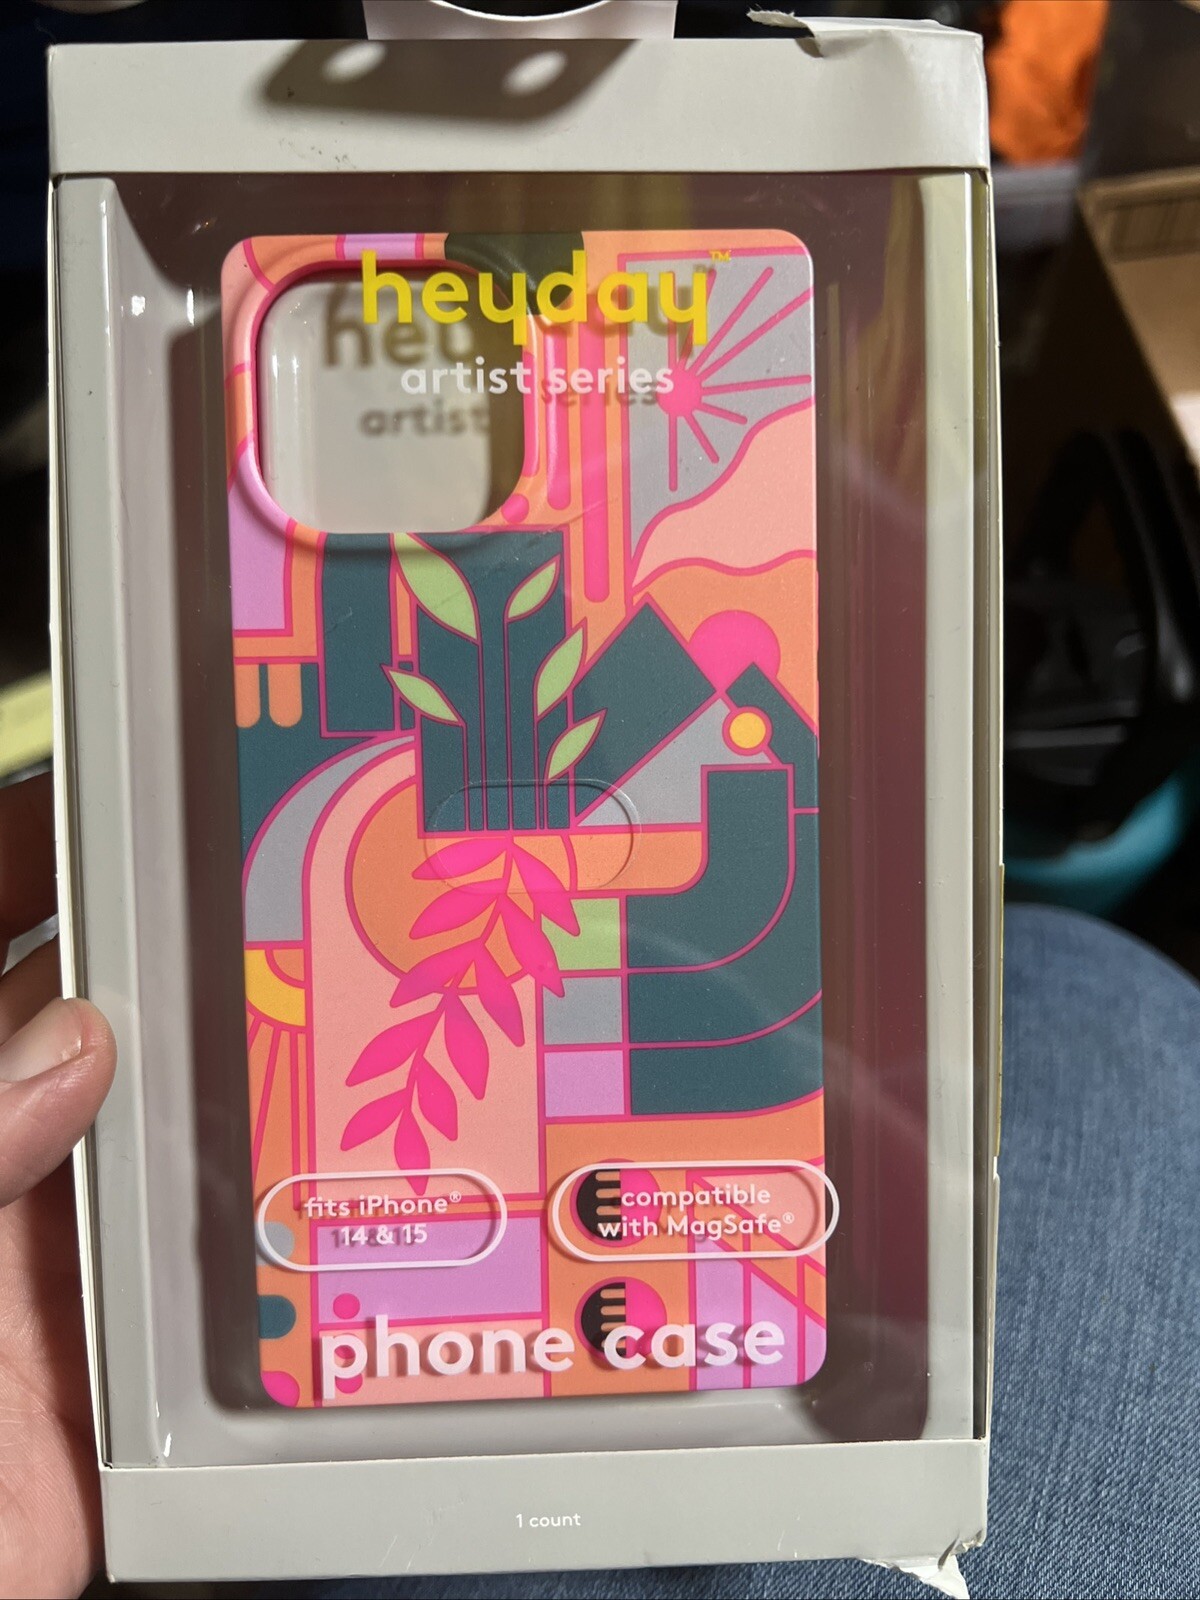 heyday™
artist series
fits iPhone®
14 & 15
compatible
with MagSafe®
phone case
1 count